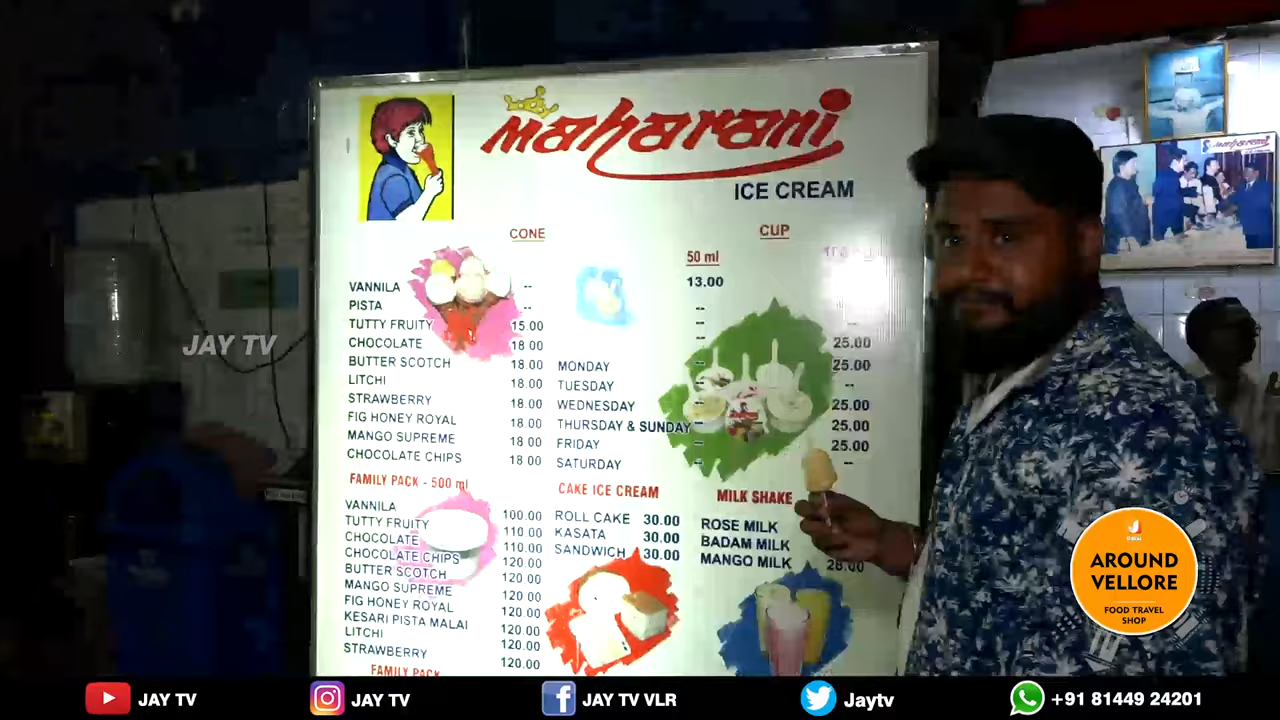 Maharani
ICE CREAM
CONE
VANNILA --
PISTA --
TUTTY FRUITY 15.00
CHOCOLATE 18.00
BUTTER SCOTCH 18.00
LITCHI 18.00
STRAWBERRY 18.00
FIG HONEY ROYAL 18.00
MANGO SUPREME 18 00
CHOCOLATE CHIPS 18 00
CUP
50 ml
13.00
--
--
MONDAY
TUESDAY
WEDNESDAY
THURSDAY & SUNDAY
FRIDAY
SATURDAY
--
25.00
25.00
--
25.00
25.00
25.00
--
FAMILY PACK - 500 ml
VANNILA 100.00
TUTTY FRUITY 110.00
CHOCOLATE 110.00
CHOCOLATE CHIPS 120.00
BUTTER SCOTCH 120 00
MANGO SUPREME 120 00
FIG HONEY ROYAL 120.00
KESARI PISTA MALAI 120.00
LITCHI 120.00
STRAWBERRY 120.00
FAMILY PACK
CAKE ICE CREAM
ROLL CAKE 30.00
KASATA 30.00
SANDWICH 30.00
MILK SHAKE
ROSE MILK
BADAM MILK
MANGO MILK 28.00
Maharani
JAY TV
AROUND
VELLORE
FOOD TRAVEL
SHOP
JAY TV
JAY TV
JAY TV VLR
Jaytv
+91 81449 24201